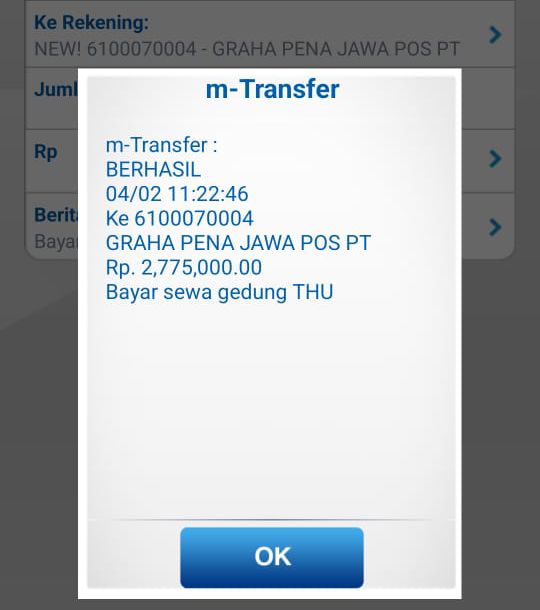 Ke Rekening:
NEW! 6100070004 - GRAHA PENA JAWA POS PT
Juml
m-Transfer
Rp
m-Transfer :
BERHASIL
04/02 11:22:46
Ke 6100070004
GRAHA PENA JAWA POS PT
Rp. 2,775,000.00
Bayar sewa gedung THU
Berit
Baya
OK